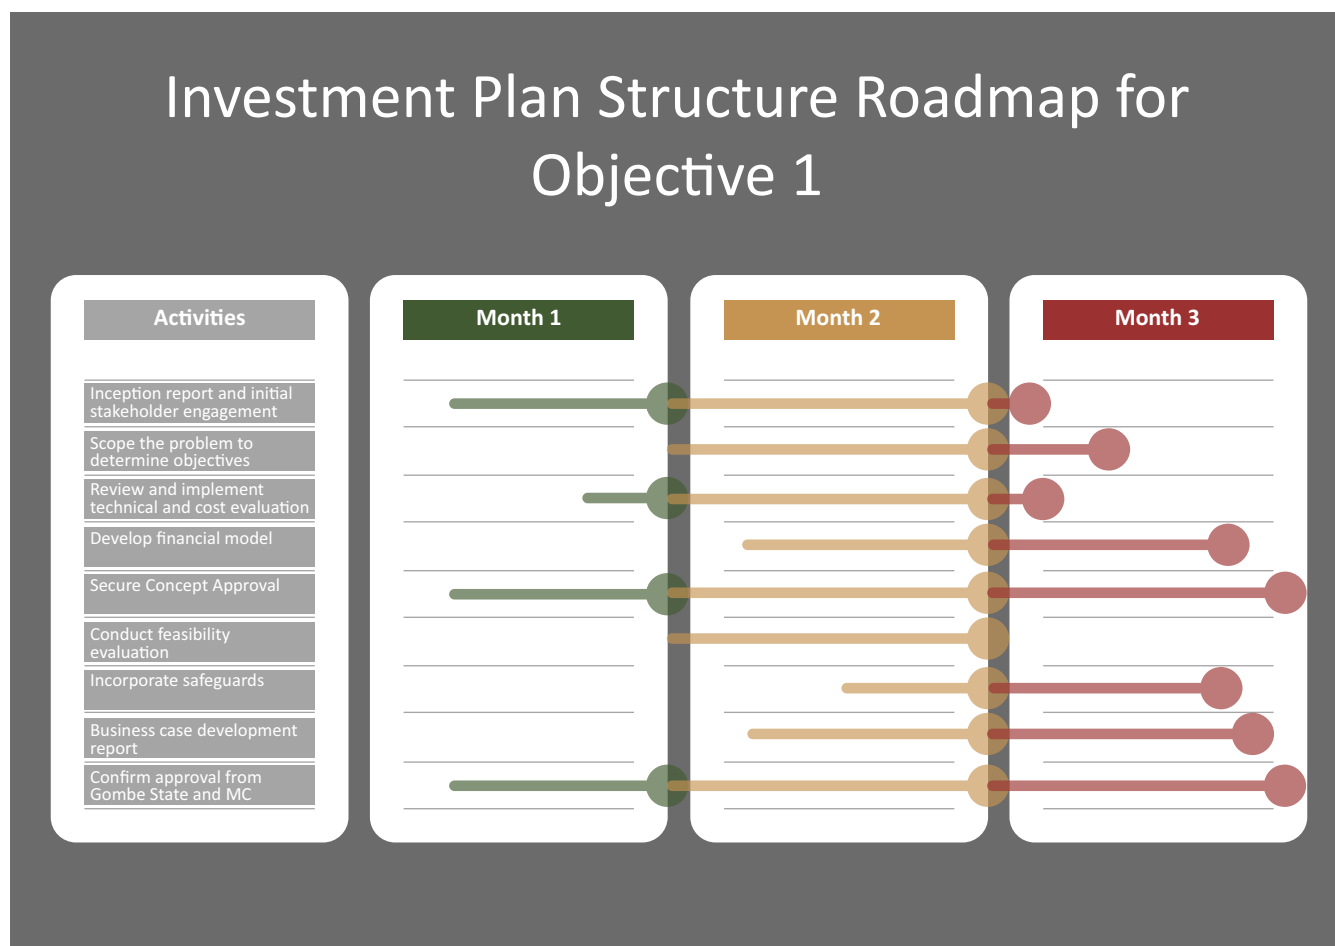 Investment Plan Structure Roadmap for
Objective 1
Activities
Month 1
Month 2
Month 3
Inception report and initial
stakeholder engagement
Scope the problem to
determine objectives
Review and implement
technical and cost evaluation
Develop financial model
Secure Concept Approval
Conduct feasibility
evaluation
Incorporate safeguards
Business case development
report
Confirm approval from
Gombe State and MC